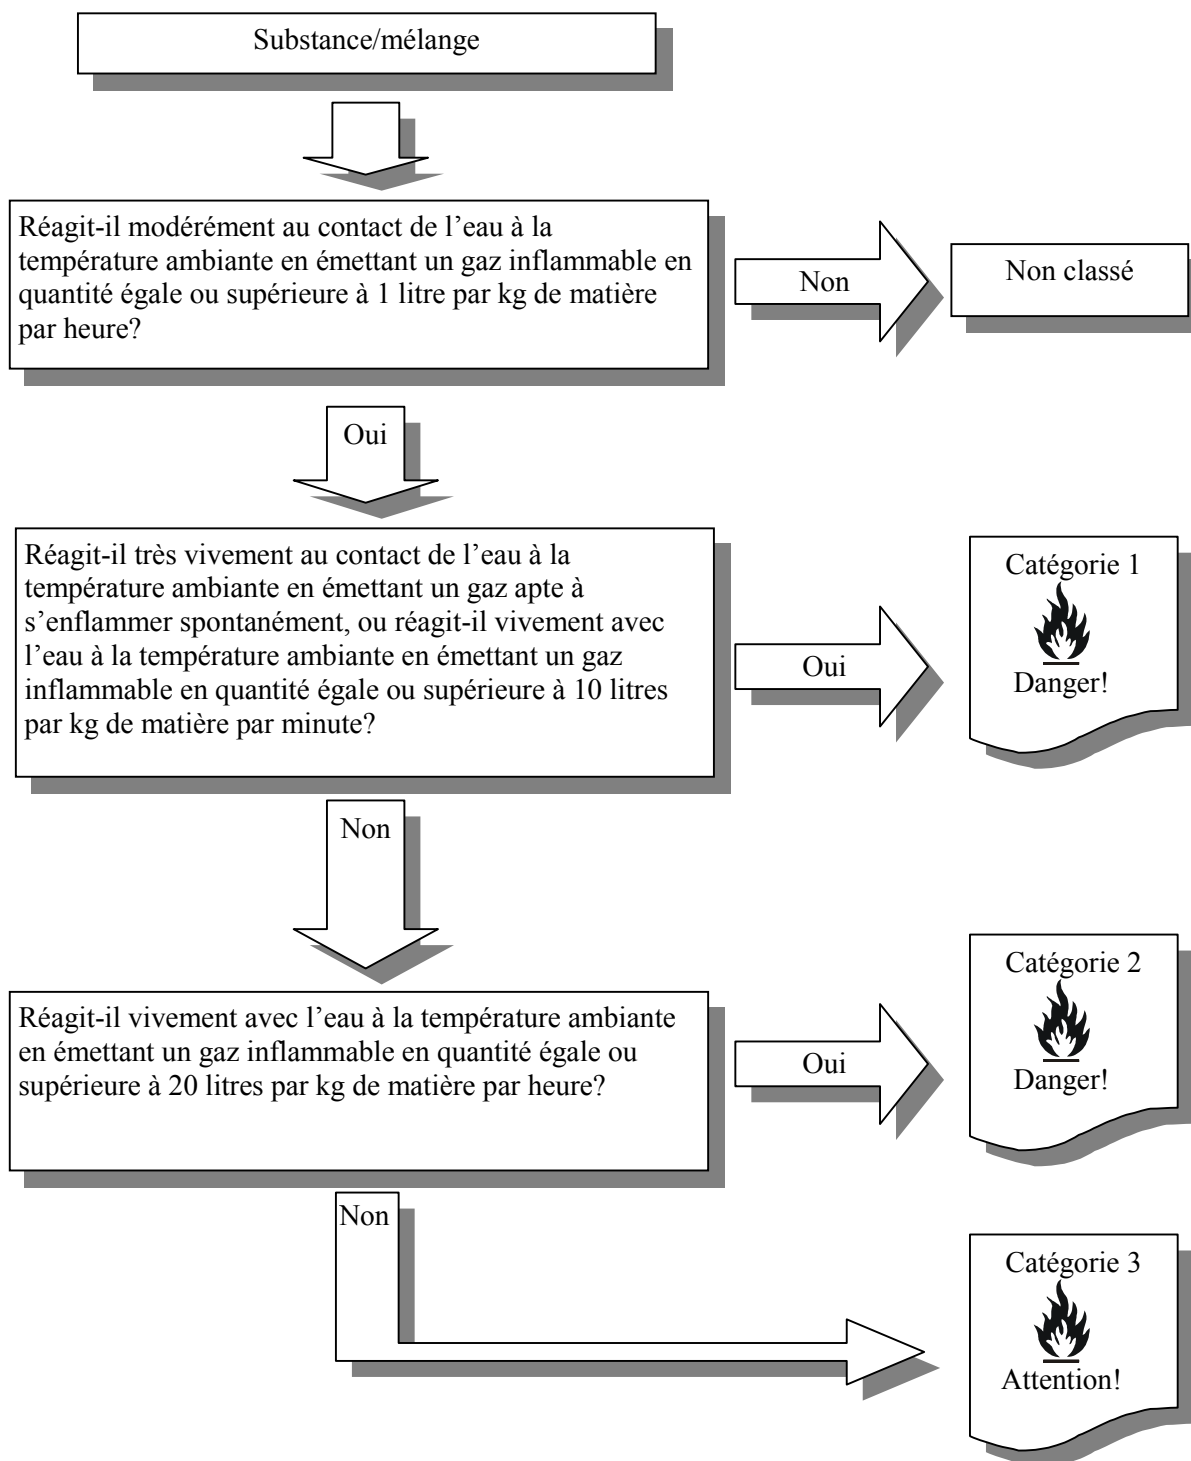 Substance/mélange
Réagit-il modérément au contact de l'eau à la
température ambiante en émettant un gaz inflammable en
quantité égale ou supérieure à 1 litre par kg de matière
par heure?
Non
Non classé
Oui
Réagit-il très vivement au contact de l'eau à la
température ambiante en émettant un gaz apte à
s'enflammer spontanément, ou réagit-il vivement avec
l'eau à la température ambiante en émettant un gaz
inflammable en quantité égale ou supérieure à 10 litres
par kg de matière par minute?
Oui
Catégorie 1
Danger!
Non
Réagit-il vivement avec l'eau à la température ambiante
en émettant un gaz inflammable en quantité égale ou
supérieure à 20 litres par kg de matière par heure?
Oui
Catégorie 2
Danger!
Non
Catégorie 3
Attention!